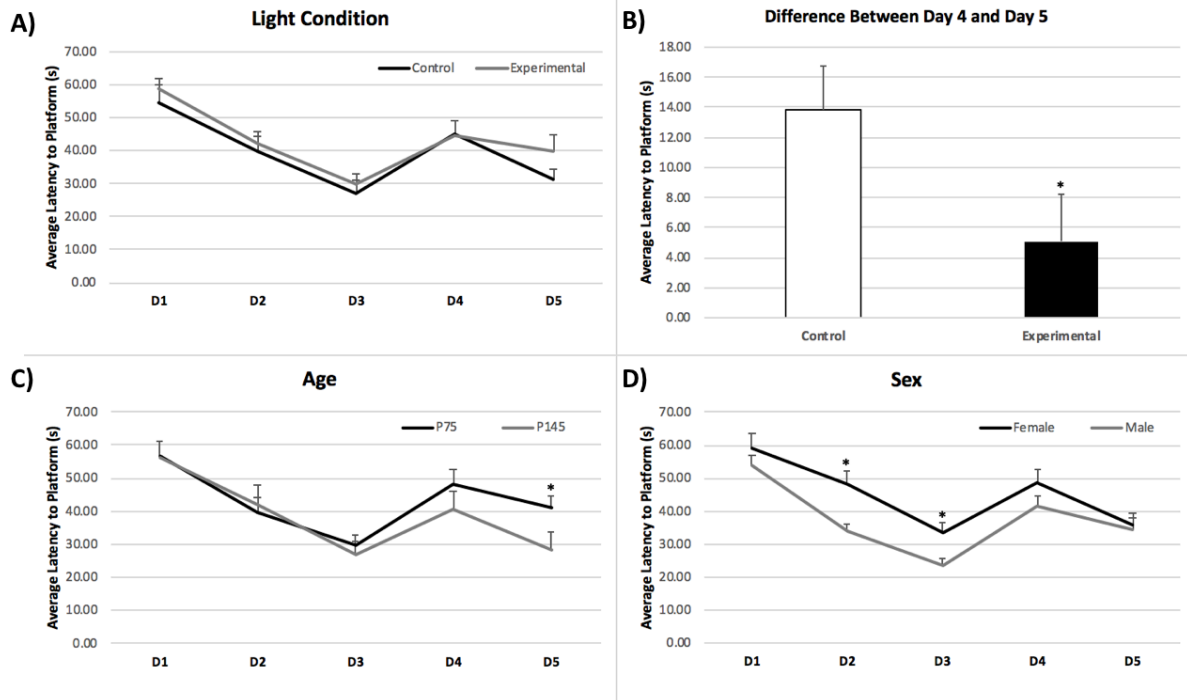 A)
Light Condition
Average Latency to Platform (s)
70.00
60.00
50.00
40.00
30.00
20.00
10.00
0.00
Control
Experimental
D1 D2 D3 D4 D5
B)
Difference Between Day 4 and Day 5
Average Latency to Platform (s)
18.00
16.00
14.00
12.00
10.00
8.00
6.00
4.00
2.00
0.00
*
Control Experimental
C)
Age
Average Latency to Platform (s)
70.00
60.00
50.00
40.00
30.00
20.00
10.00
0.00
P75
P145
*
D1 D2 D3 D4 D5
D)
Sex
Average Latency to Platform (s)
70.00
60.00
50.00
40.00
30.00
20.00
10.00
0.00
Female
Male
*
*
D1 D2 D3 D4 D5